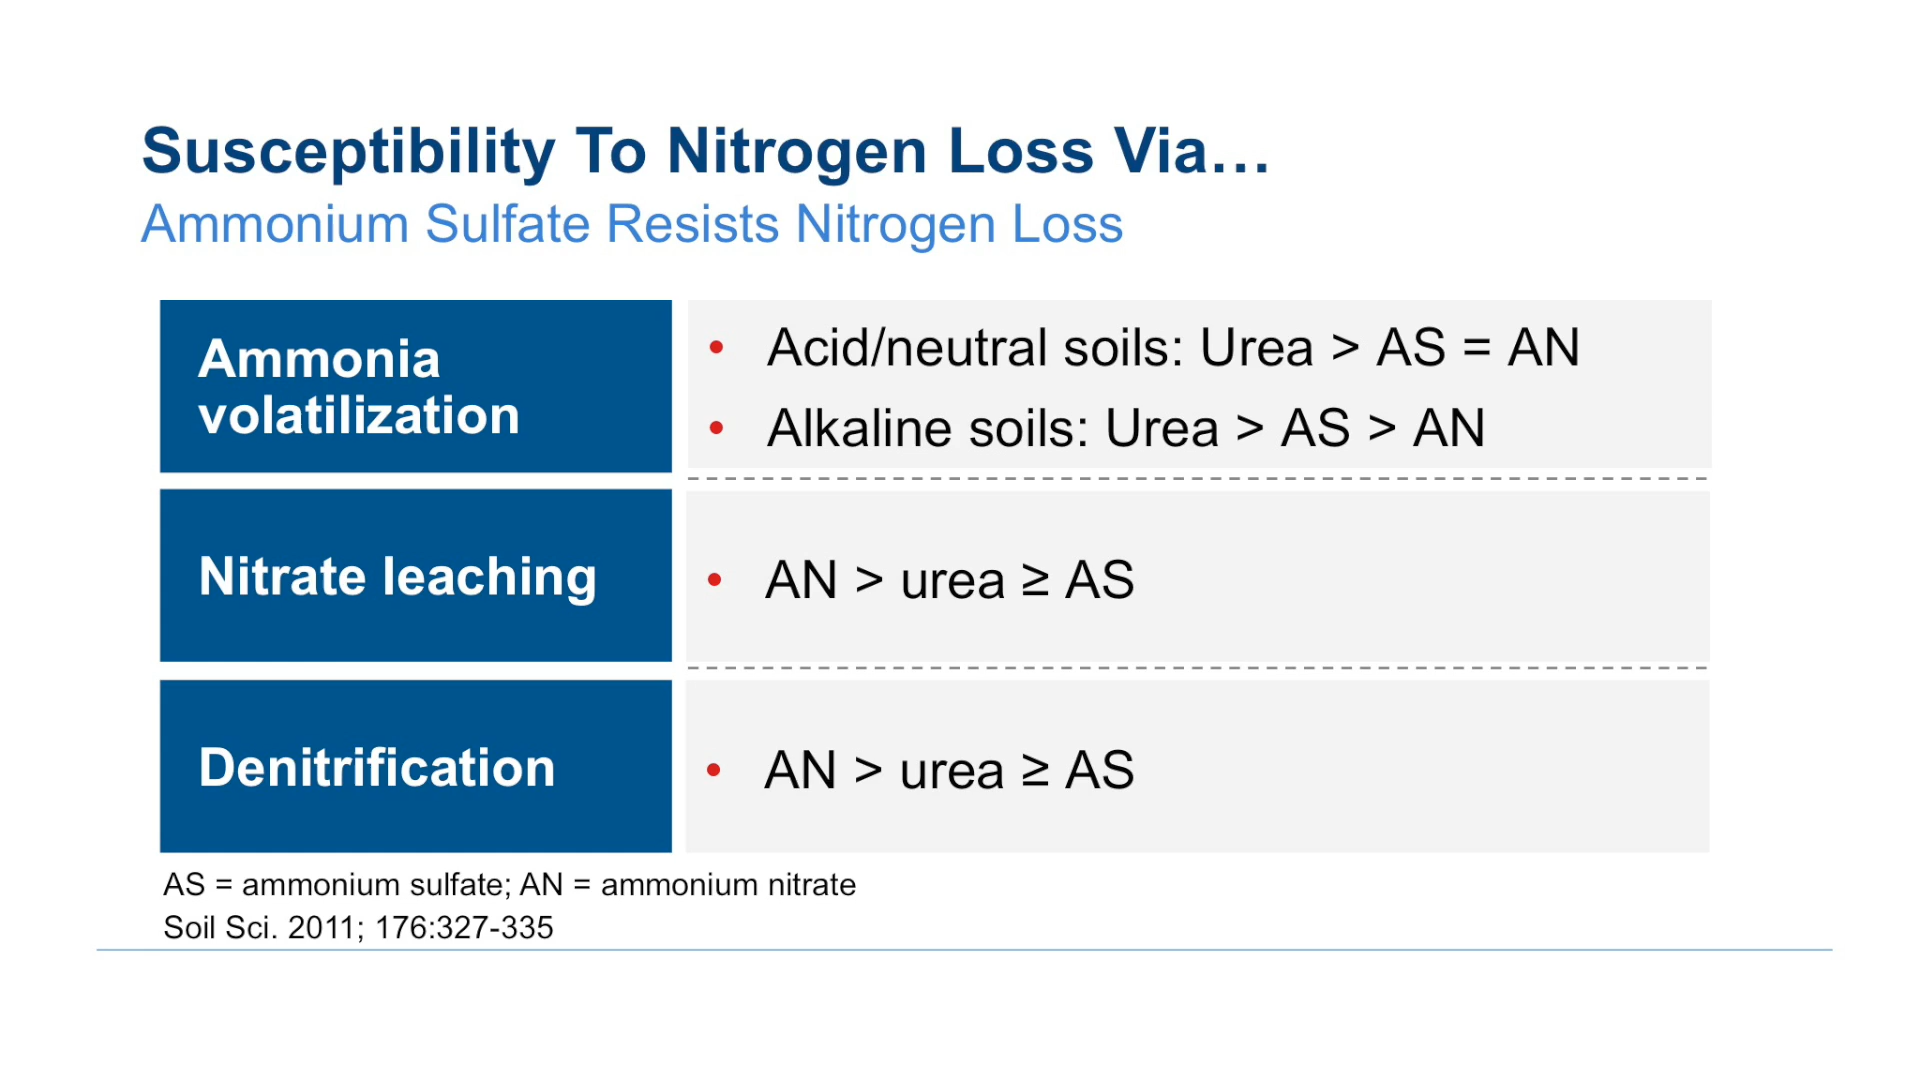 Susceptibility To Nitrogen Loss Via…
Ammonium Sulfate Resists Nitrogen Loss
Ammonia
volatilization
• Acid/neutral soils: Urea > AS = AN
• Alkaline soils: Urea > AS > AN
Nitrate leaching
• AN > urea ≥ AS
Denitrification
• AN > urea ≥ AS
AS = ammonium sulfate; AN = ammonium nitrate
Soil Sci. 2011; 176:327-335